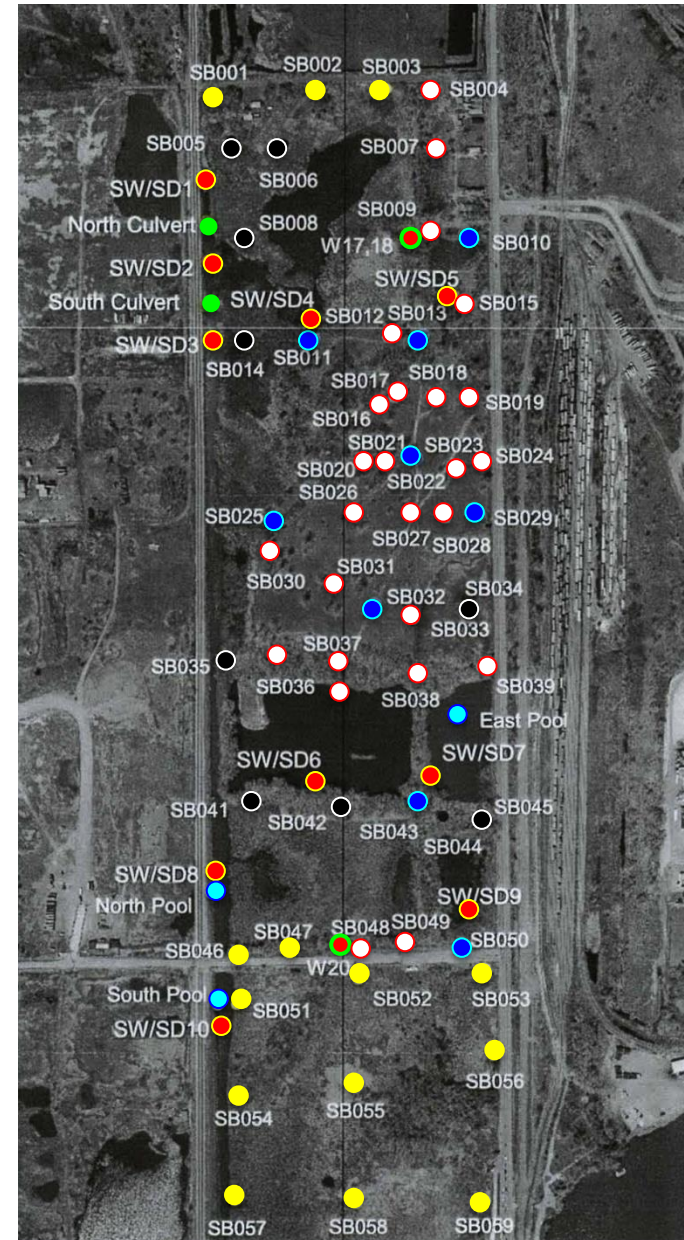 SB001
SB002
SB003
SB004
SB005
SB006
SB007
SW/SD1
North Culvert
SB008
SB009
W17,18
SB010
SW/SD2
SW/SD5
South Culvert
SW/SD4
SB012
SB013
SB015
SW/SD3
SB014
SB011
SB017
SB018
SB019
SB016
SB021
SB023
SB024
SB020
SB022
SB026
SB025
SB027
SB028
SB029
SB030
SB031
SB032
SB034
SB033
SB035
SB037
SB036
SB038
SB039
East Pool
SW/SD6
SW/SD7
SB041
SB042
SB043
SB045
SB044
SW/SD8
North Pool
SW/SD9
SB047
SB048
SB049
SB050
SB046
W20
SB052
SB053
South Pool
SB051
SW/SD10
SB056
SB054
SB055
SB057
SB058
SB059